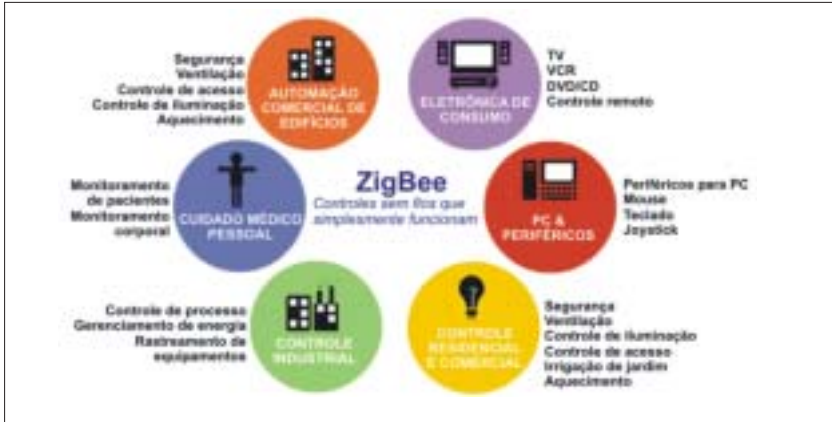 Segurança
Ventilação
Controle de acesso
Controle de iluminação
Aquecimento
AUTOMAÇÃO
COMERCIAL DE
EDIFÍCIOS
ELETRÔNICA DE
CONSUMO
TV
VCR
DVD/CD
Controle remoto
Monitoramento
de pacientes
Monitoramento
corporal
CUIDADO MÉDICO
PESSOAL
ZigBee
Controles sem fios que
simplesmente funcionam
PC &
PERIFÉRICOS
Periféricos para PC
Mouse
Teclado
Joystick
Controle de processo
Gerenciamento de energia
Rastreamento de
equipamentos
CONTROLE
INDUSTRIAL
CONTROLE
RESIDENCIAL
E COMERCIAL
Segurança
Ventilação
Controle de iluminação
Controle de acesso
Irrigação de jardim
Aquecimento